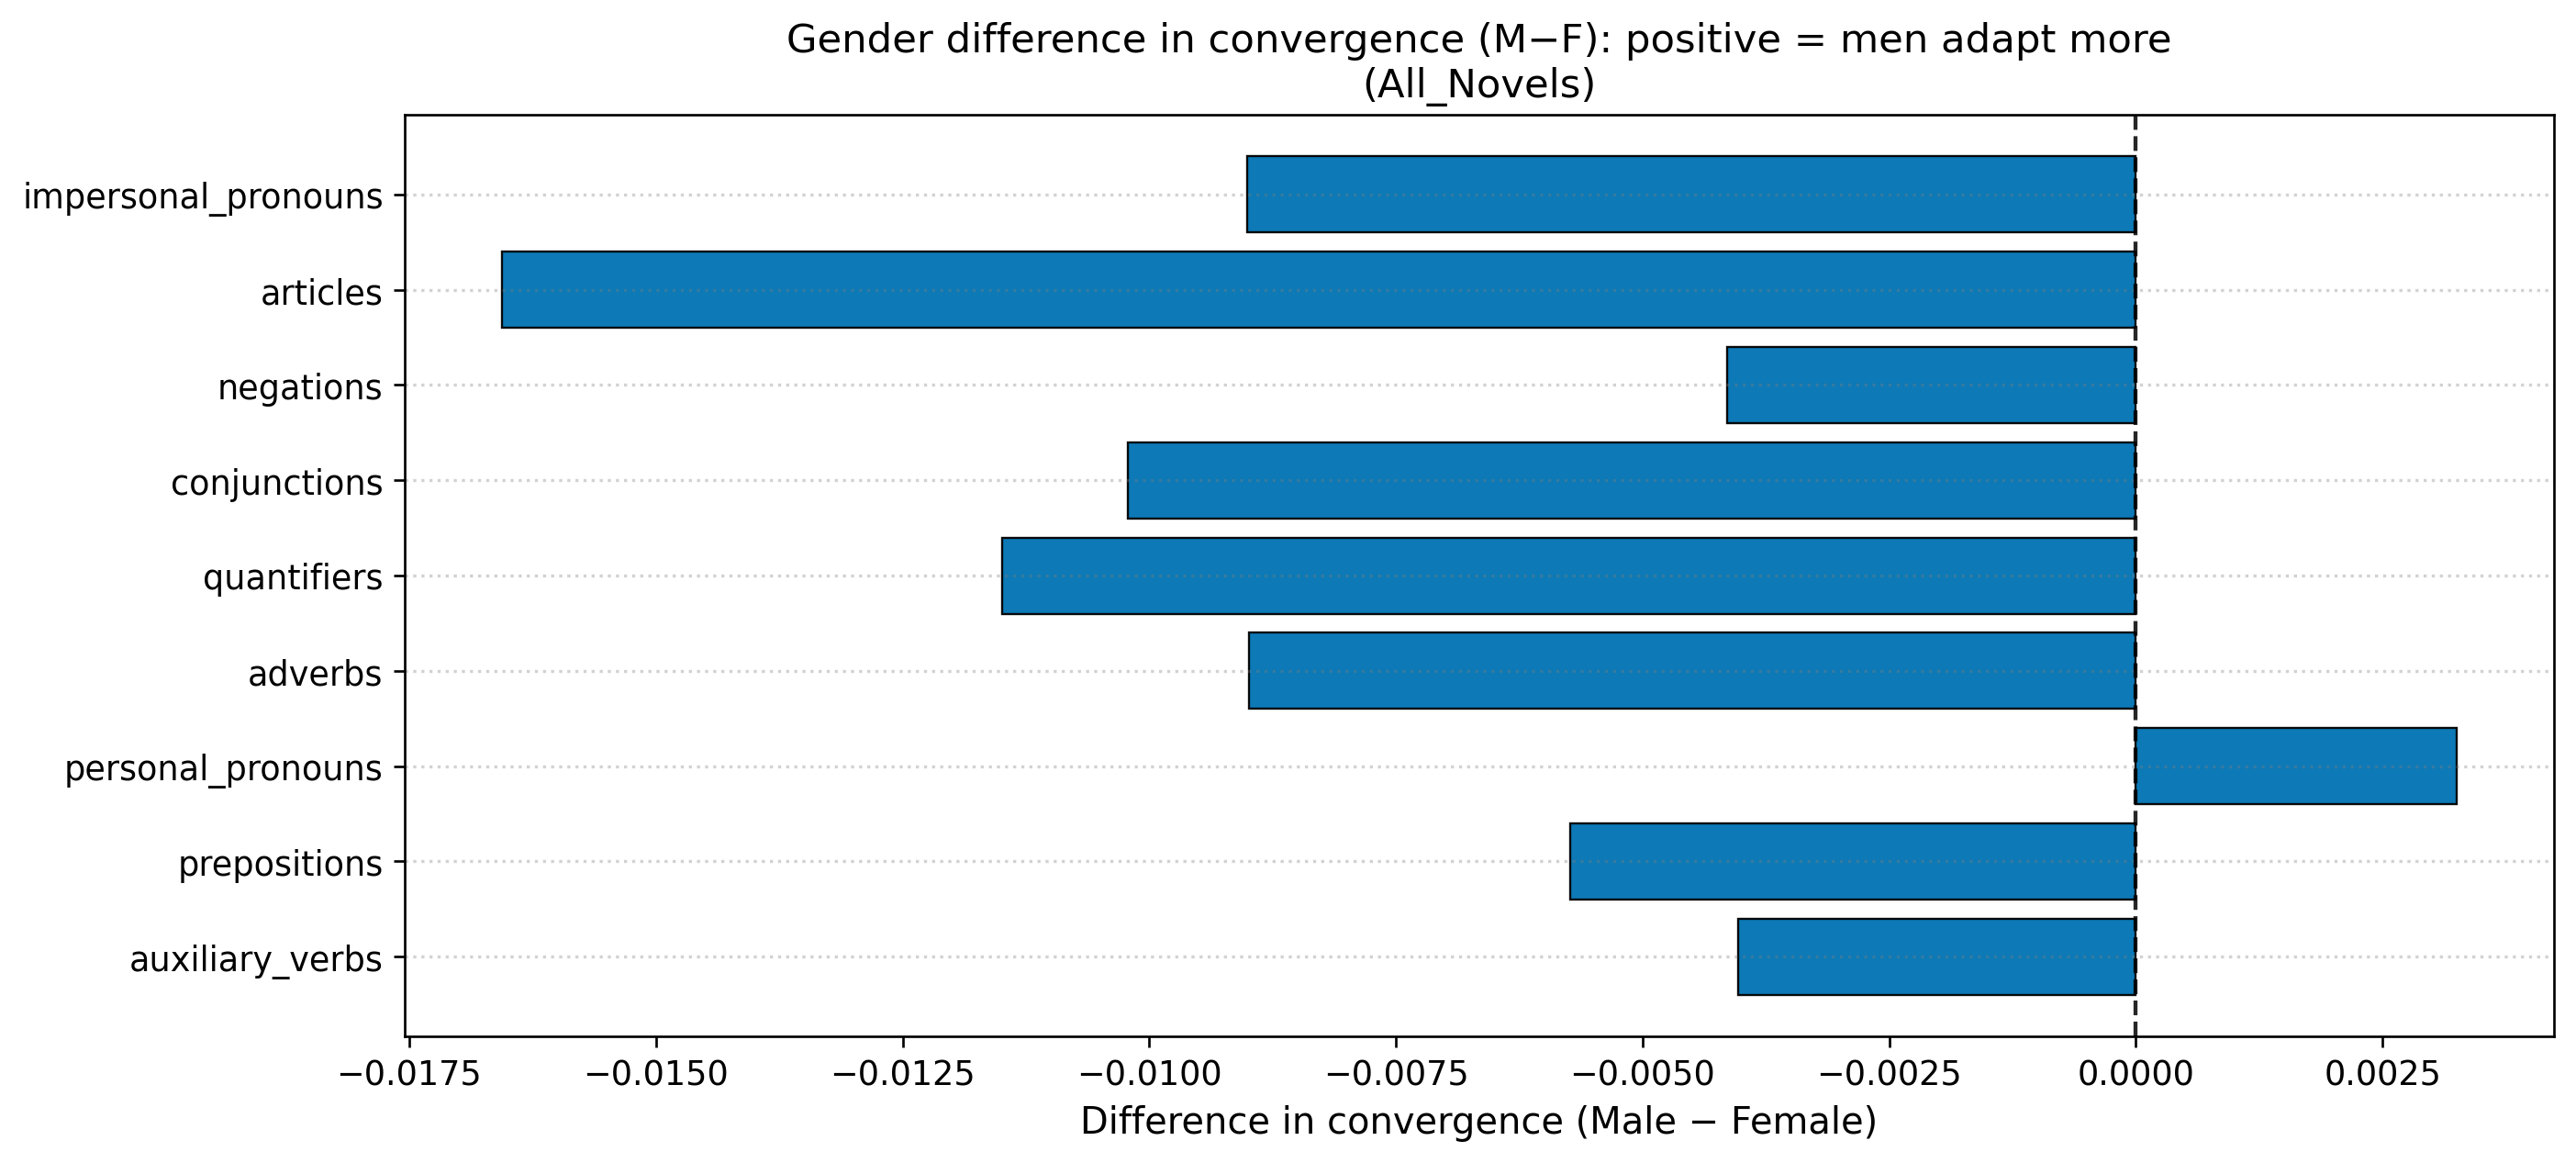 Gender difference in convergence (M−F): positive = men adapt more
(All_Novels)
impersonal_pronouns
articles
negations
conjunctions
quantifiers
adverbs
personal_pronouns
prepositions
auxiliary_verbs
−0.0175 −0.0150 −0.0125 −0.0100 −0.0075 −0.0050 −0.0025 0.0000 0.0025
Difference in convergence (Male − Female)